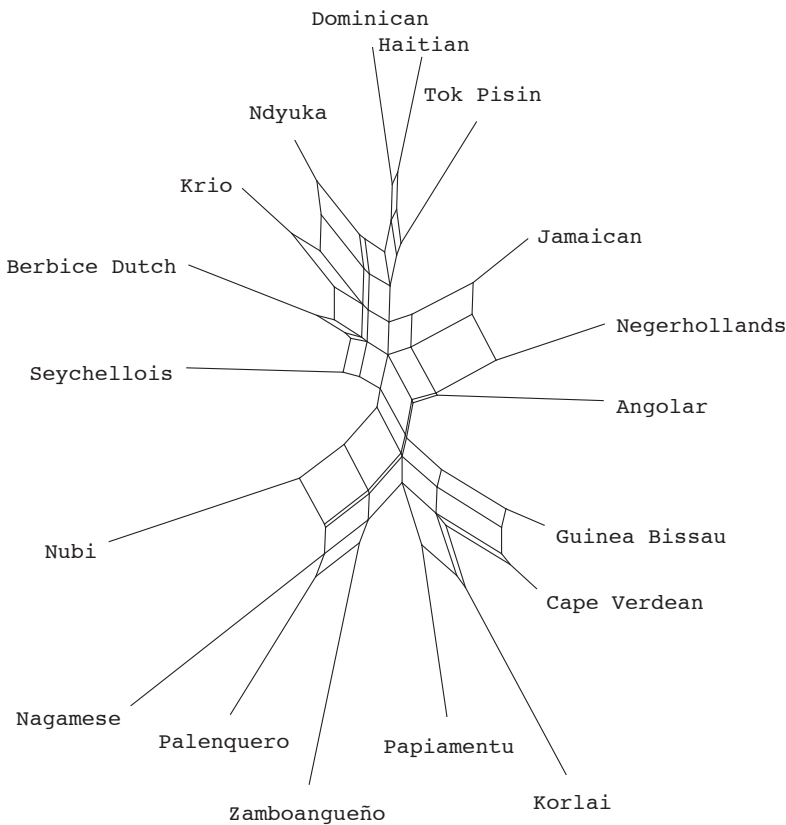 Dominican
Haitian
Tok Pisin
Ndyuka
Krio
Jamaican
Berbice Dutch
Negerhollands
Seychellois
Angolar
Guinea Bissau
Nubi
Cape Verdean
Nagamese
Palenquero
Papiamentu
Korlai
Zamboangueño